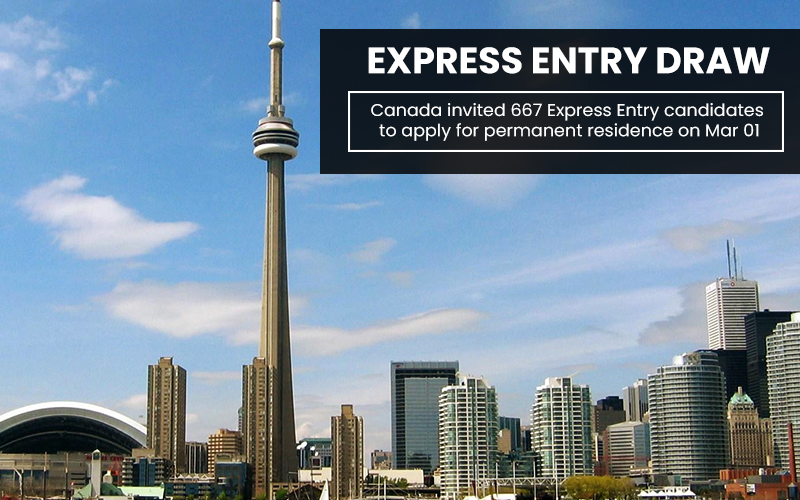 EXPRESS ENTRY DRAW
Canada invited 667 Express Entry candidates
to apply for permanent residence on Mar 01